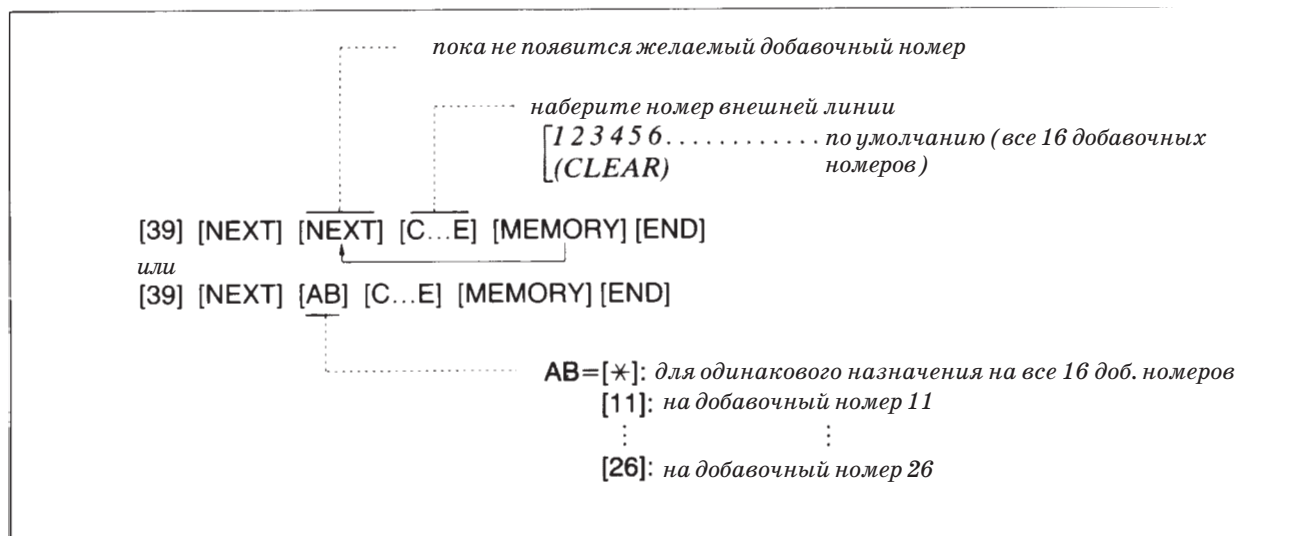 пока не появится желаемый добавочный номер
наберите номер внешней линии
1 2 3 4 5 6 . . . . . . . . . . . . по умолчанию ( все 16 добавочных
(CLEAR) номеров )
[39] [NEXT] [NEXT] [C...E] [MEMORY] [END]
или
[39] [NEXT] [AB] [C...E] [MEMORY] [END]
AB=[✳]: для одинакового назначения на все 16 доб. номеров
[11]: на добавочный номер 11
[26]: на добавочный номер 26